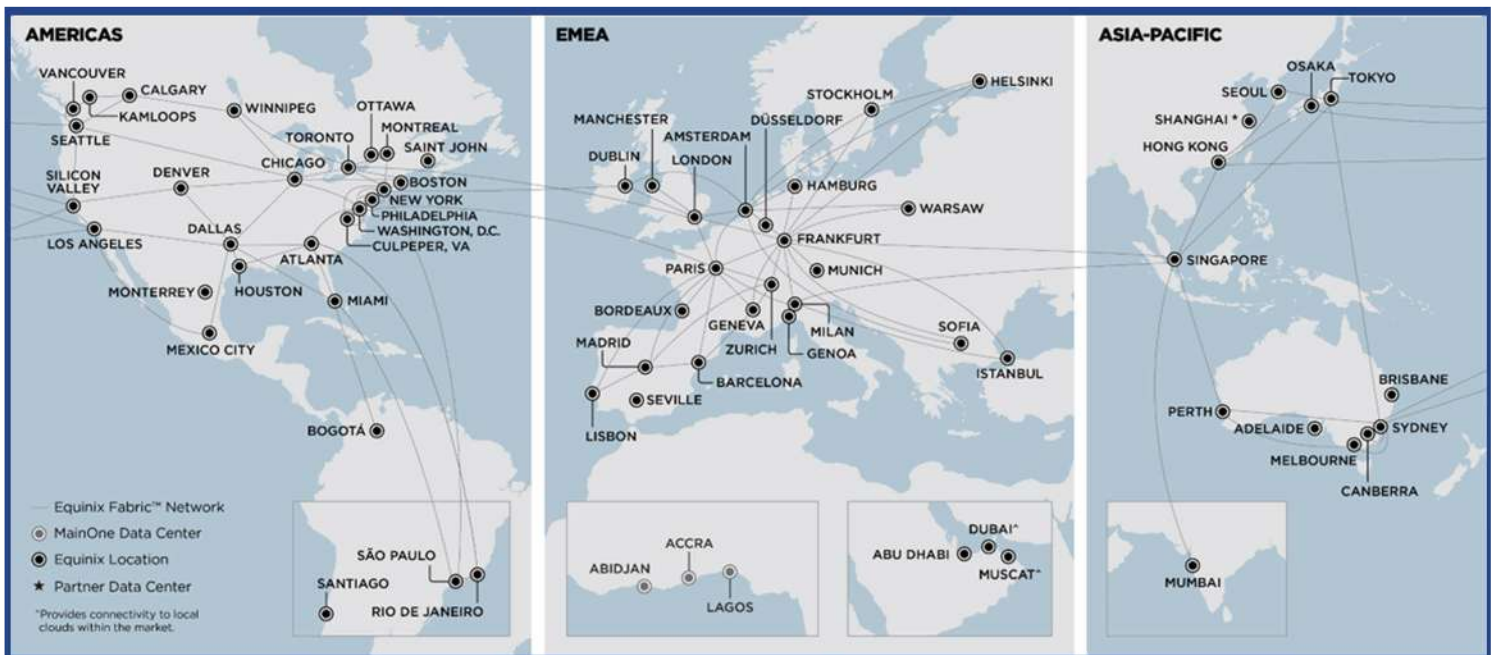 AMERICAS
VANCOUVER
CALGARY
KAMLOOPS
WINNIPEG
SEATTLE
OTTAWA
MONTREAL
TORONTO
SAINT JOHN
CHICAGO
SILICON
VALLEY
DENVER
BOSTON
NEW YORK
PHILADELPHIA
WASHINGTON, D.C.
CULPEPER, VA
LOS ANGELES
DALLAS
ATLANTA
MONTERREY
HOUSTON
MIAMI
MEXICO CITY
BOGOTÁ
SÃO PAULO
SANTIAGO
RIO DE JANEIRO
Equinix Fabric™ Network
MainOne Data Center
Equinix Location
★ Partner Data Center
^Provides connectivity to local
clouds within the market.
EMEA
HELSINKI
STOCKHOLM
MANCHESTER
DÜSSELDORF
AMSTERDAM
DUBLIN
LONDON
HAMBURG
WARSAW
FRANKFURT
PARIS
MUNICH
BORDEAUX
GENEVA
MILAN
SOFIA
MADRID
ZURICH
GENOA
ISTANBUL
BARCELONA
SEVILLE
LISBON
ACCRA
ABIDJAN
LAGOS
DUBAI^
ABU DHABI
MUSCAT^
ASIA-PACIFIC
OSAKA
TOKYO
SEOUL
SHANGHAI *
HONG KONG
SINGAPORE
BRISBANE
PERTH
ADELAIDE
SYDNEY
MELBOURNE
CANBERRA
MUMBAI